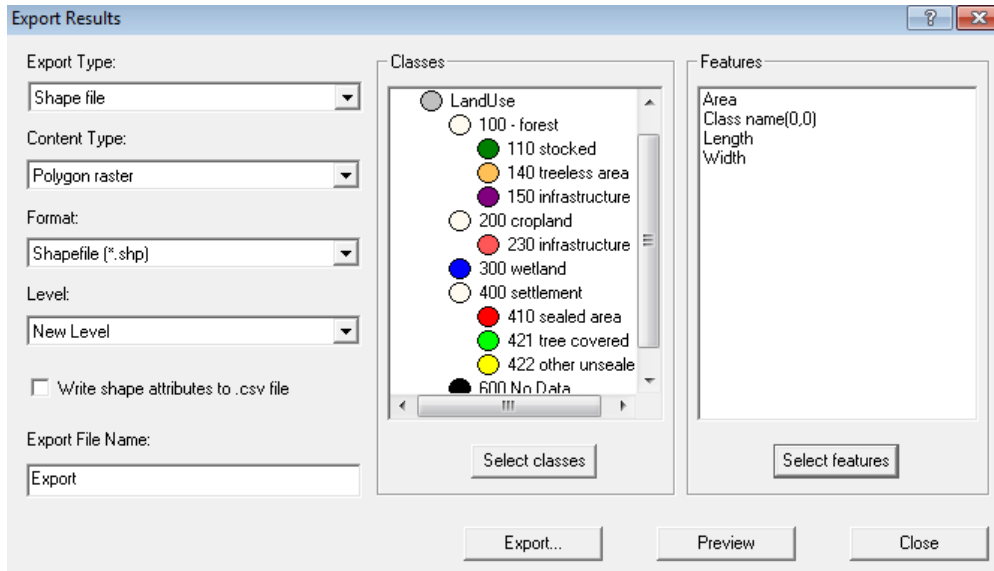 Export Results
Export Type:
Shape file
Content Type:
Polygon raster
Format:
Shapefile (*.shp)
Level:
New Level
Write shape attributes to .csv file
Export File Name:
Export
Classes
LandUse
100 - forest
110 stocked
140 treeless area
150 infrastructure
200 cropland
230 infrastructure
300 wetland
400 settlement
410 sealed area
421 tree covered
422 other unseale
600 No Data
Select classes
Features
Area
Class name(0,0)
Length
Width
Select features
Export...
Preview
Close